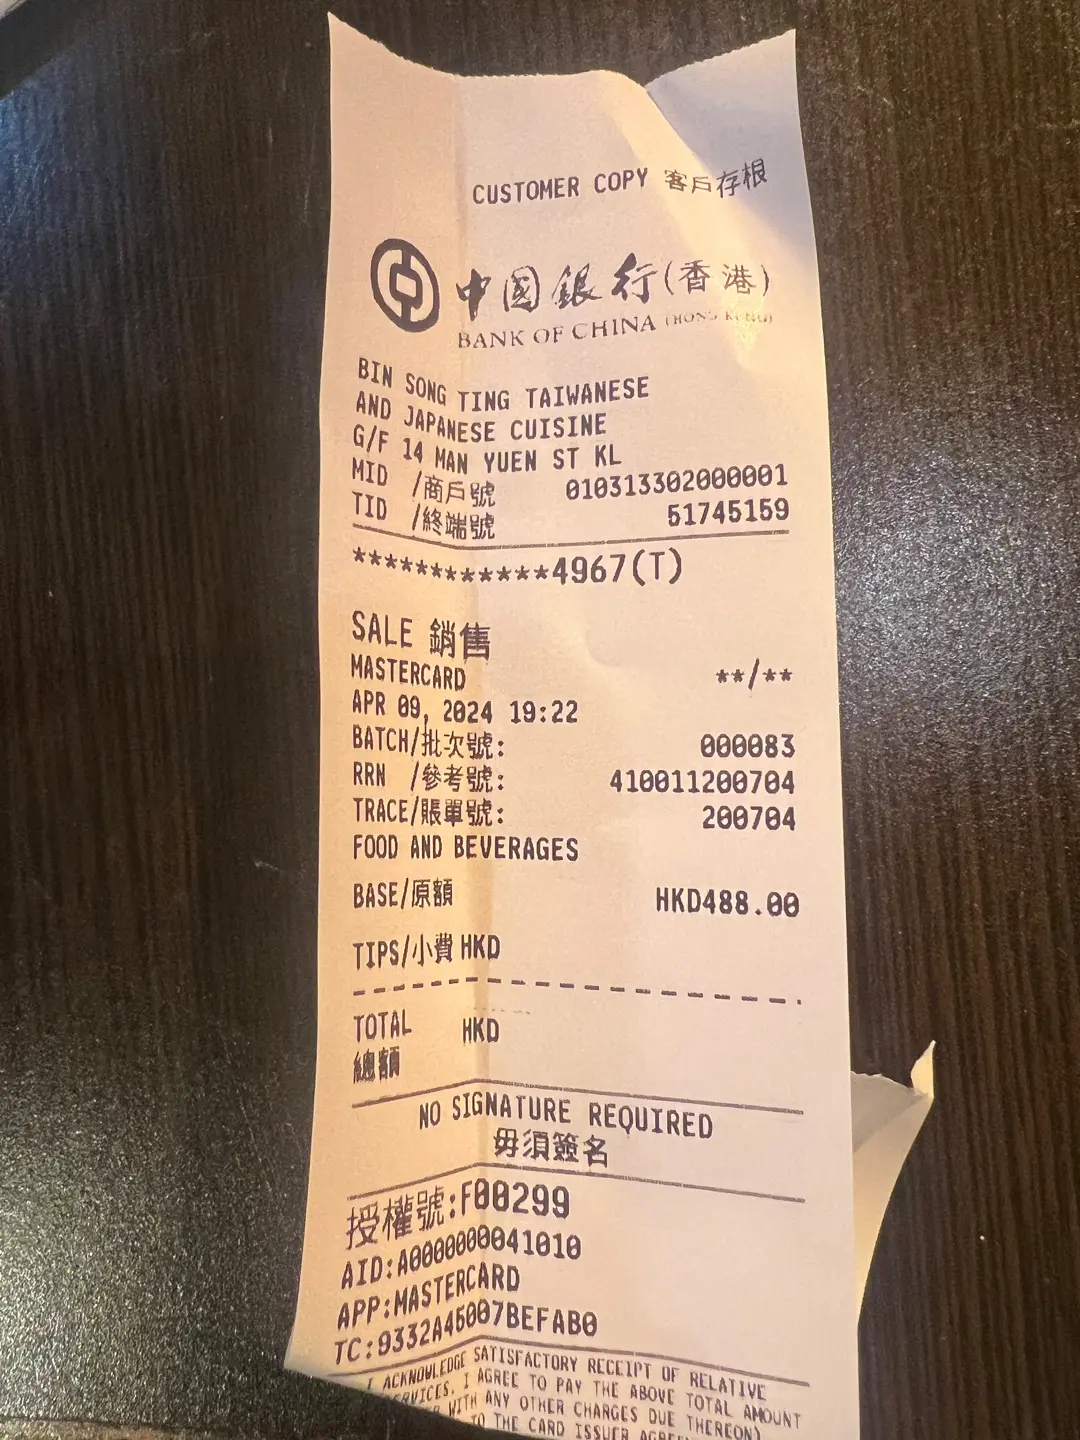 CUSTOMER COPY 客戶存根
中国銀行(香港)
BANK OF CHINA (HONG KONG)
BIN SONG TING TAIWANESE
AND JAPANESE CUISINE
G/F 14 MAN YUEN ST KL
MID /商戶號 010313302000001
TID /終端號 51745159
************4967(T)
SALE 銷售
MASTERCARD **/**
APR 09, 2024 19:22
BATCH/批次號: 000083
RRN /參考號: 410011200704
TRACE/賬單號: 200704
FOOD AND BEVERAGES
BASE/原額 HKD488.00
TIPS/小費 HKD
TOTAL HKD
總額
NO SIGNATURE REQUIRED
毋須簽名
授權號:F00299
AID:A0000000041010
APP:MASTERCARD
TC:9332A45007BEFAB0
I ACKNOWLEDGE SATISFACTORY RECEIPT OF RELATIVE
I AGREE TO PAY THE ABOVE TOTAL AMOUNT
WITH ANY OTHER CHARGES DUE THEREON)
TO THE CARD ISSUER